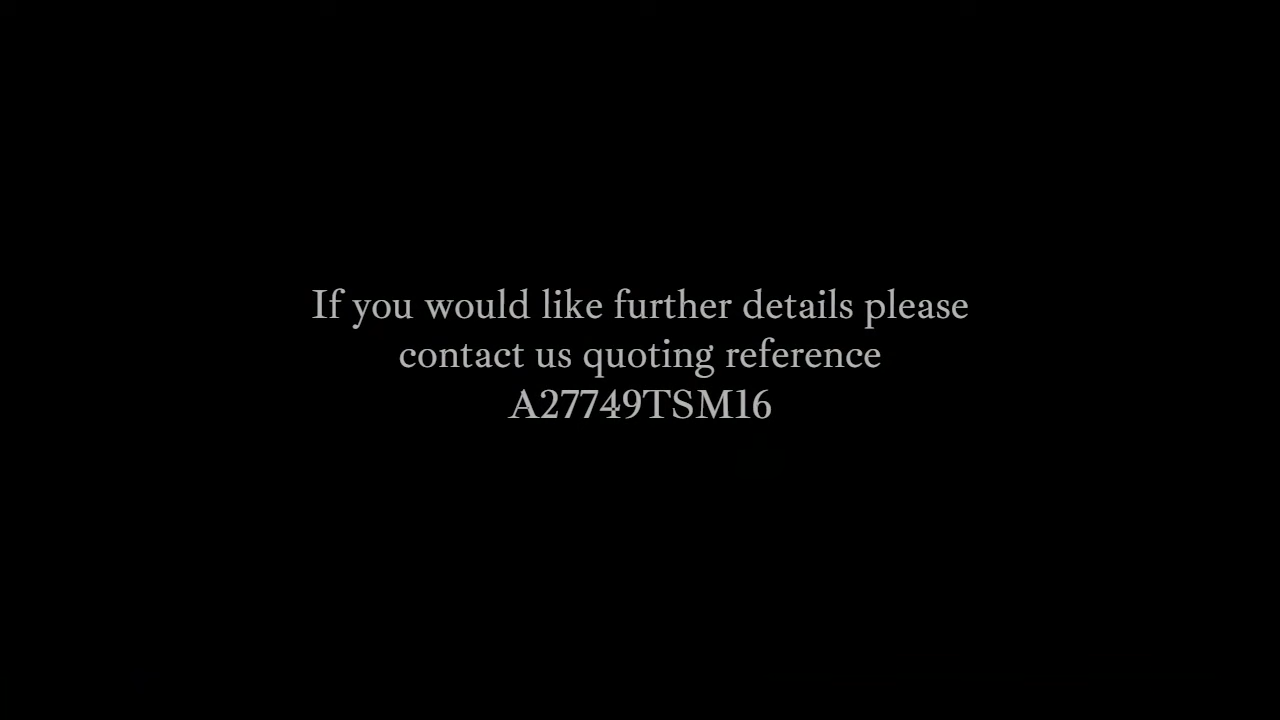 If you would like further details please
contact us quoting reference
A27749TSM16